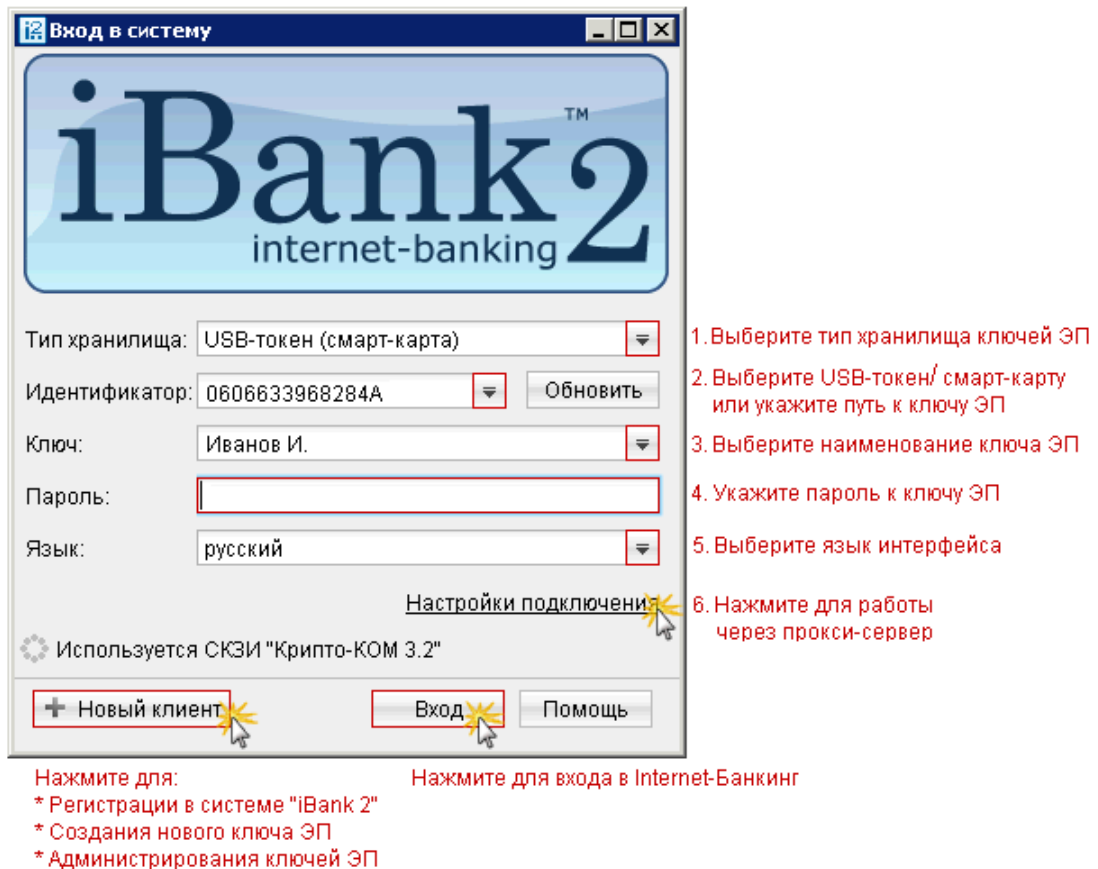 Вход в систему
iBank 2 ™
internet-banking
Тип хранилища: USB-токен (смарт-карта)
1. Выберите тип хранилища ключей ЭП
Идентификатор: 0606633968284A Обновить
2. Выберите USB-токен/ смарт-карту
или укажите путь к ключу ЭП
Ключ: Иванов И.
3. Выберите наименование ключа ЭП
Пароль:
4. Укажите пароль к ключу ЭП
Язык: русский
5. Выберите язык интерфейса
Настройки подключения
6. Нажмите для работы
через прокси-сервер
Используется СКЗИ "Крипто-КОМ 3.2"
Новый клиент Вход Помощь
Нажмите для:
* Регистрации в системе "iBank 2"
* Создания нового ключа ЭП
* Администрирования ключей ЭП
Нажмите для входа в Internet-Банкинг